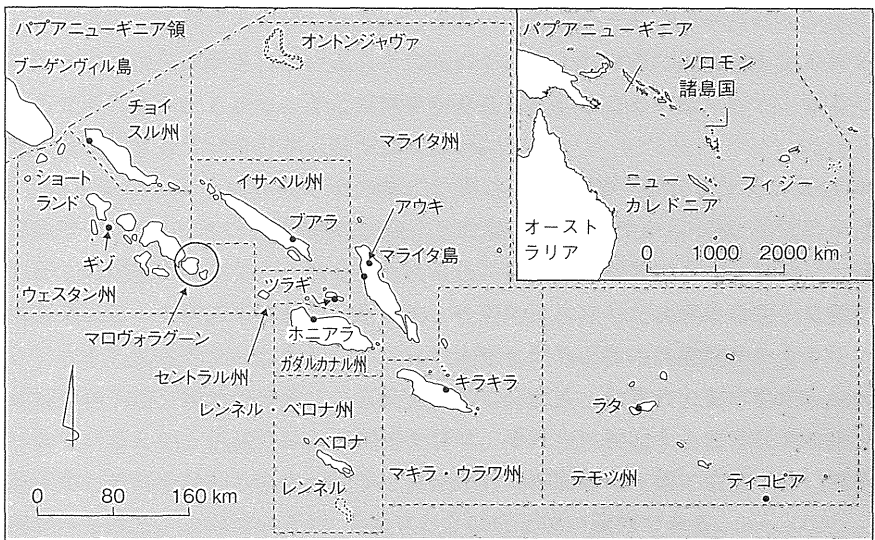 パプアニューギニア領
ブーゲンヴィル島
オントンジャヴァ
チョイ
スル州
マライタ州
ショート
ランド
イサベル州
ブアラ
アウキ
ギゾ
マライタ島
ウェスタン州
ツラギ
マロヴォラグーン
ホニアラ
セントラル州
ガダルカナル州
キラキラ
レンネル・ベロナ州
ラタ
ベロナ
レンネル
マキラ・ウラワ州
テモツ州
ティコピア
0 80 160 km
パプアニューギニア
ソロモン
諸島国
ニュー
カレドニア
フィジー
オースト
ラリア
0 1000 2000 km